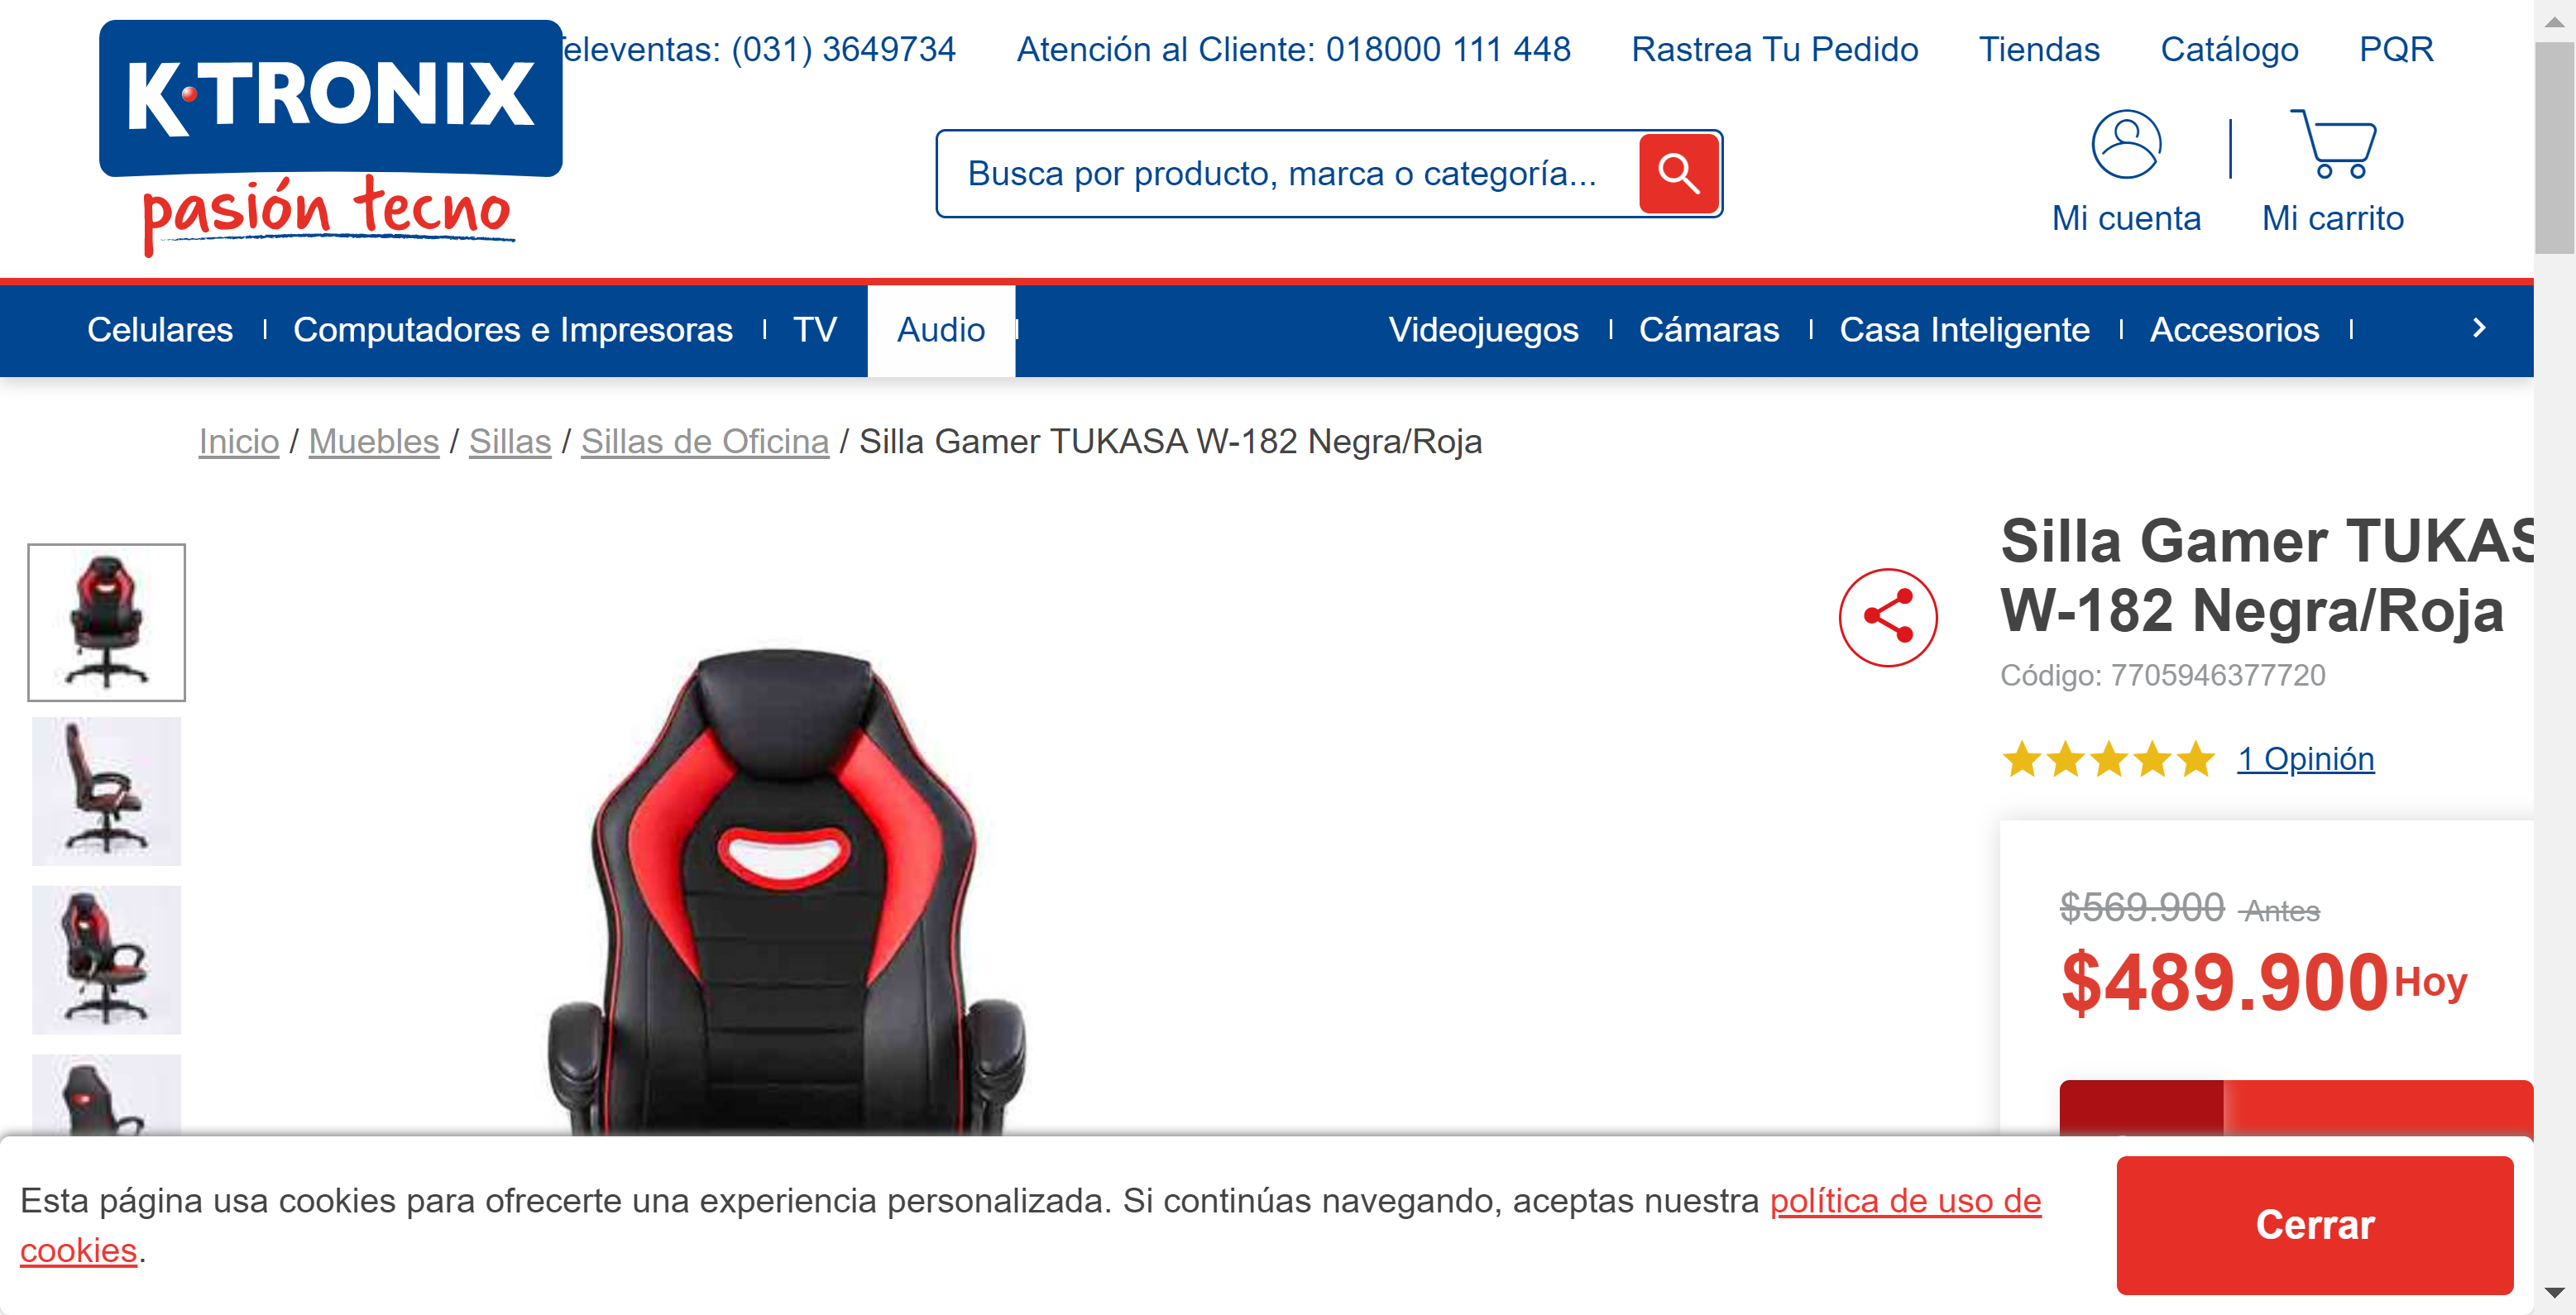 K·TRONIX
pasión tecno
Televentas: (031) 3649734
Atención al Cliente: 018000 111 448
Rastrea Tu Pedido
Tiendas
Catálogo
PQR
Busca por producto, marca o categoría...
Mi cuenta
Mi carrito
Celulares
Computadores e Impresoras
TV
Audio
Videojuegos
Cámaras
Casa Inteligente
Accesorios
Inicio / Muebles / Sillas / Sillas de Oficina / Silla Gamer TUKASA W-182 Negra/Roja
Silla Gamer TUKAS
W-182 Negra/Roja
Código: 7705946377720
1 Opinión
$569.900 Antes
$489.900 Hoy
Esta página usa cookies para ofrecerte una experiencia personalizada. Si continúas navegando, aceptas nuestra política de uso de
cookies.
Cerrar